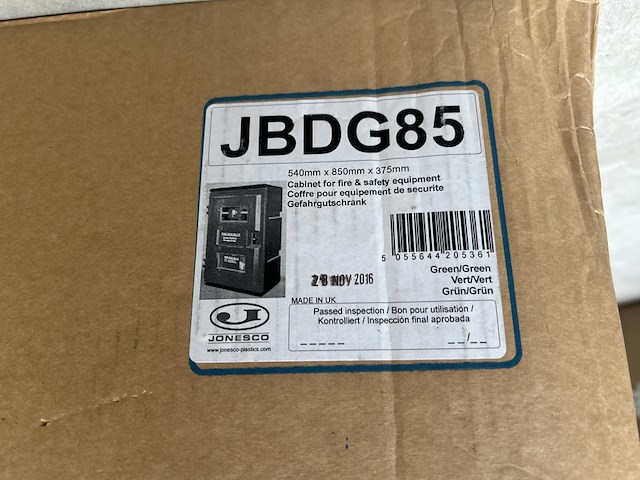 JBDG85
540mm x 850mm x 375mm
Cabinet for fire & safety equipment
Coffre pour equipement de securite
Gefahrgutschränk
5 055644 205361
Green/Green
Vert/Vert
Grün/Grün
28 NOV 2016
MADE IN UK
Passed inspection / Bon pour utilisation /
Kontrolliert / Inspección final aprobada
_ _ _ _ _ _ _/_ _
J
JONESCO
www.jonesco-plastics.com